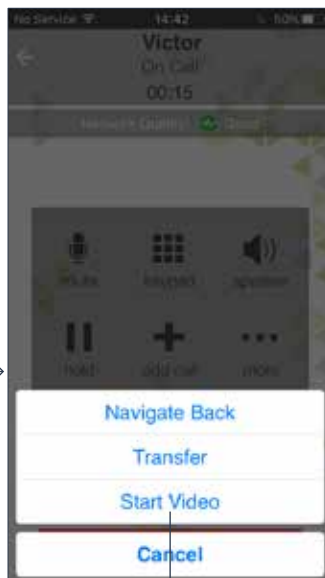 No Service 14:42 50%
Victor
On Call
00:15
Network Quality: Good
mute keypad speaker
hold add call more
Navigate Back
Transfer
Start Video
Cancel